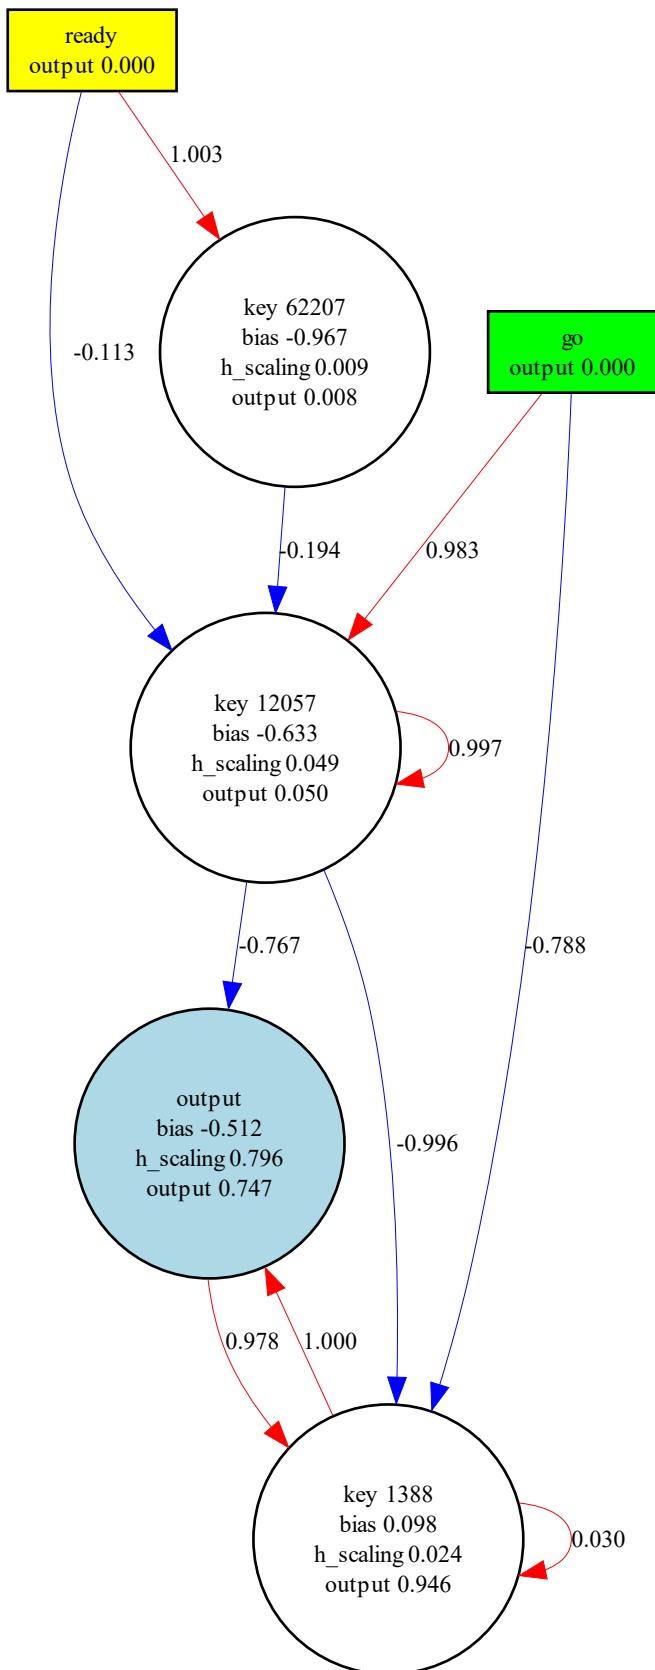 ready
output 0.000
1.003
key 62207
bias -0.967
h_scaling 0.009
output 0.008
go
output 0.000
-0.113
-0.194
0.983
key 12057
bias -0.633
h_scaling 0.049
output 0.050
0.997
-0.767
-0.788
output
bias -0.512
h_scaling 0.796
output 0.747
-0.996
0.978
1.000
key 1388
bias 0.098
h_scaling 0.024
output 0.946
0.030